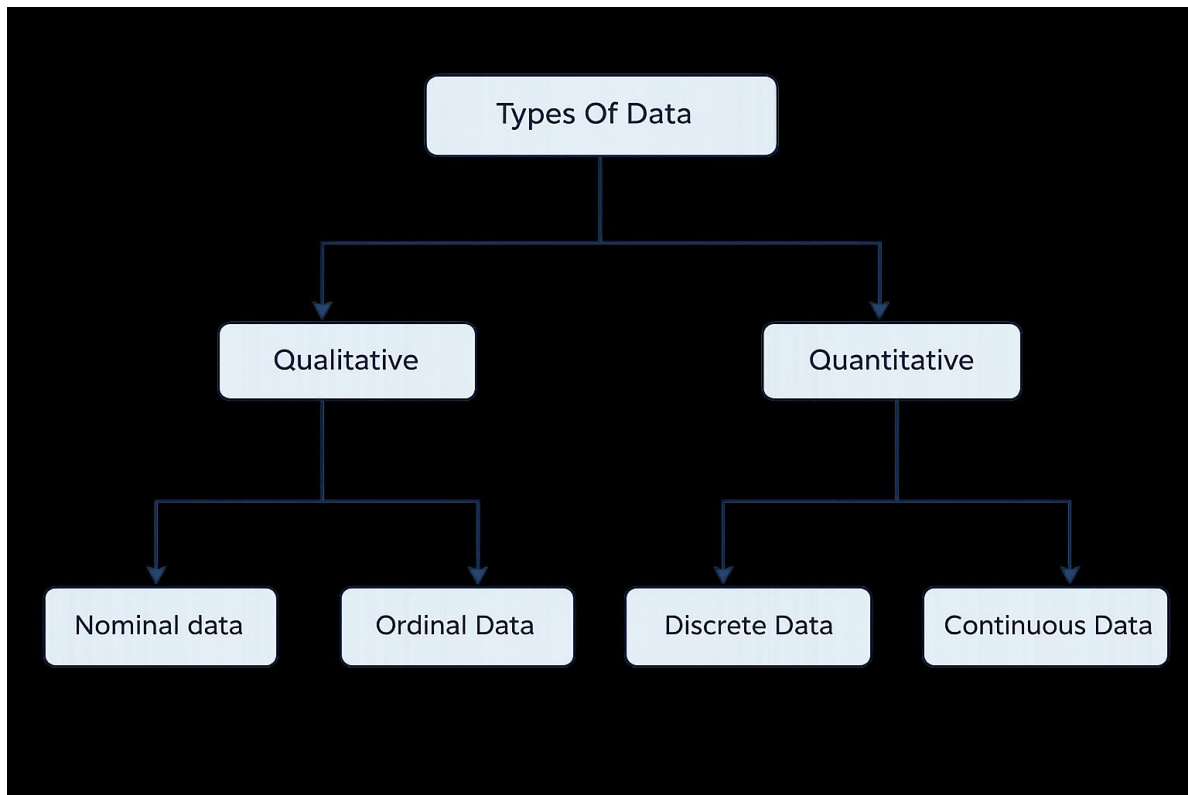 Types Of Data
Qualitative
Quantitative
Nominal data
Ordinal Data
Discrete Data
Continuous Data